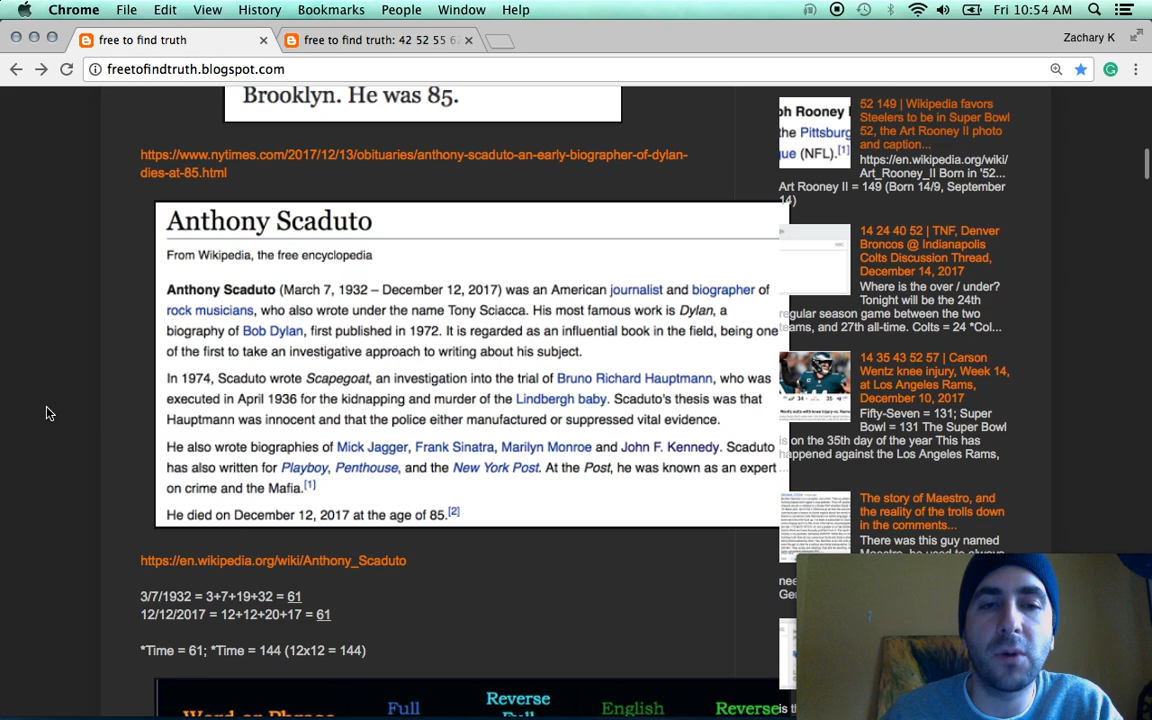 Chrome File Edit View History Bookmarks People Window Help Fri 10:54 AM
free to find truth
free to find truth: 42 52 55 6
Zachary K
freetofindtruth.blogspot.com
Brooklyn. He was 85.
https://www.nytimes.com/2017/12/13/obituaries/anthony-scaduto-an-early-biographer-of-dylan-
dies-at-85.html
Anthony Scaduto
From Wikipedia, the free encyclopedia
Anthony Scaduto (March 7, 1932 – December 12, 2017) was an American journalist and biographer of
rock musicians, who also wrote under the name Tony Sciacca. His most famous work is Dylan, a
biography of Bob Dylan, first published in 1972. It is regarded as an influential book in the field, being one
of the first to take an investigative approach to writing about his subject.
In 1974, Scaduto wrote Scapegoat, an investigation into the trial of Bruno Richard Hauptmann, who was
executed in April 1936 for the kidnapping and murder of the Lindbergh baby. Scaduto's thesis was that
Hauptmann was innocent and that the police either manufactured or suppressed vital evidence.
He also wrote biographies of Mick Jagger, Frank Sinatra, Marilyn Monroe and John F. Kennedy. Scaduto
has also written for Playboy, Penthouse, and the New York Post. At the Post, he was known as an expert
on crime and the Mafia.[1]
He died on December 12, 2017 at the age of 85.[2]
https://en.wikipedia.org/wiki/Anthony_Scaduto
3/7/1932 = 3+7+19+32 = 61
12/12/2017 = 12+12+20+17 = 61
*Time = 61; *Time = 144 (12x12 = 144)
Word or Phrase Full Reverse Full English Reverse
ph Rooney
the Pittsburg
gue (NFL).[1]
52 149 | Wikipedia favors
Steelers to be in Super Bowl
52, the Art Rooney II photo
and caption...
https://en.wikipedia.org/wiki/
Art_Rooney_II Born in '52...
Art Rooney II = 149 (Born 14/9, September
14)
14 24 40 52 | TNF, Denver
Broncos @ Indianapolis
Colts Discussion Thread,
December 14, 2017
Where is the over / under?
Tonight will be the 24th
regular season game between the two
teams, and 27th all-time. Colts = 24 *Col...
14 35 43 52 57 | Carson
Wentz knee injury, Week 14,
at Los Angeles Rams,
December 10, 2017
Fifty-Seven = 131; Super
Bowl = 131 The Super Bowl
is on the 35th day of the year This has
happened against the Los Angeles Rams,
...
The story of Maestro, and
the reality of the trolls down
in the comments...
There was this guy named
nee
Ger
is th